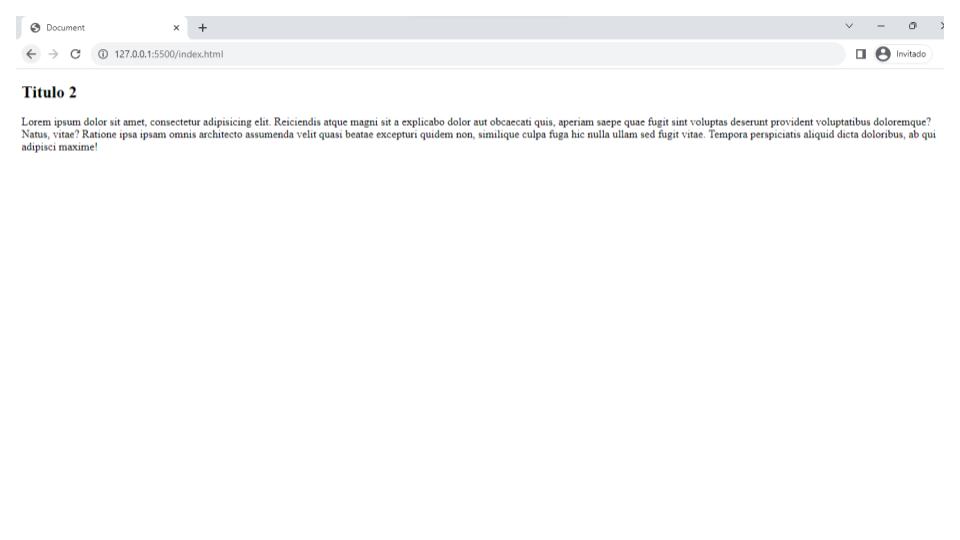 Document
127.0.0.1:5500/index.html
Invitado
Titulo 2
Lorem ipsum dolor sit amet, consectetur adipisicing elit. Reiciendis atque magni sit a explicabo dolor aut obcaecati quis, aperiam saepe quae fugit sint voluptas deserunt provident voluptatibus doloremque?
Natus, vitae? Ratione ipsa ipsam omnis architecto assumenda velit quasi beatae excepturi quidem non, similique culpa fuga hic nulla ullam sed fugit vitae. Tempora perspiciatis aliquid dicta doloribus, ab qui
adipisci maxime!